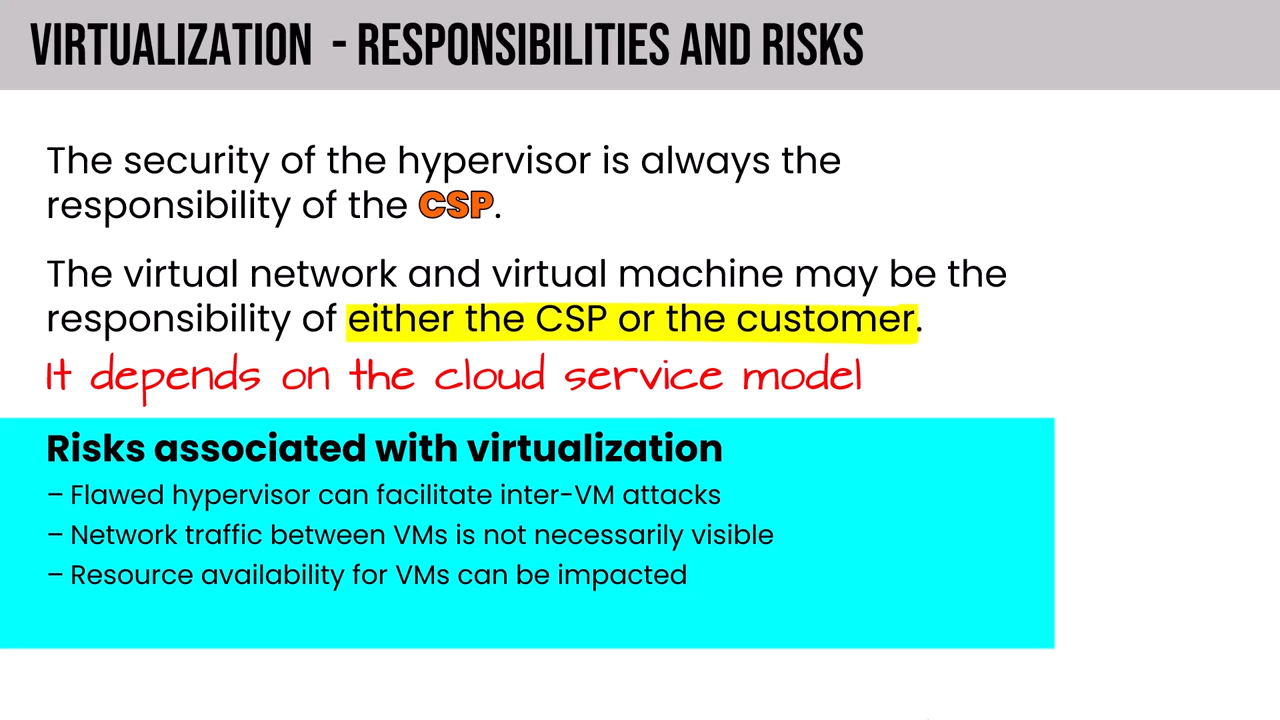 VIRTUALIZATION - RESPONSIBILITIES AND RISKS
The security of the hypervisor is always the
responsibility of the CSP.
The virtual network and virtual machine may be the
responsibility of either the CSP or the customer.
It depends on the cloud service model
Risks associated with virtualization
– Flawed hypervisor can facilitate inter-VM attacks
– Network traffic between VMs is not necessarily visible
– Resource availability for VMs can be impacted